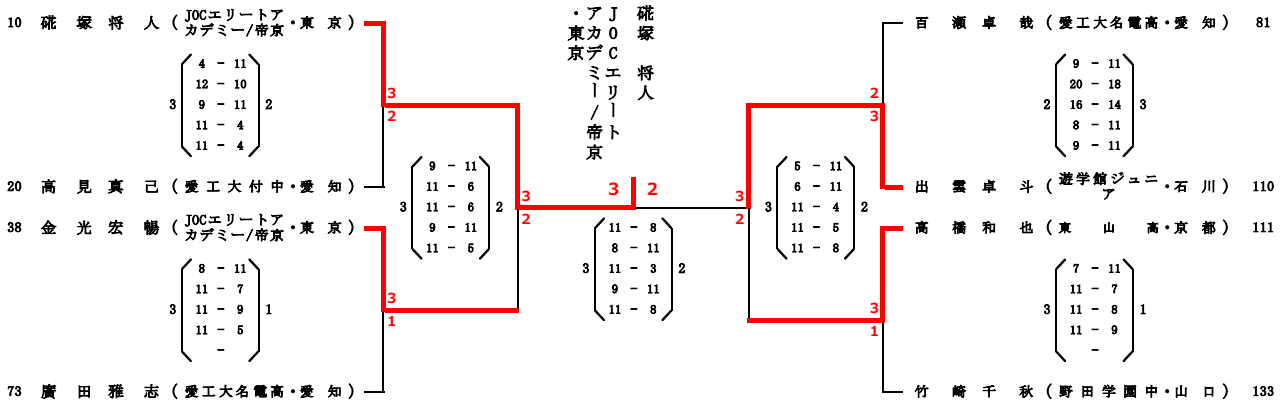 10 硴塚将人 (JOCエリートアカデミー/帝京・東京)
4 - 11
12 - 10
3 9 - 11 2
11 - 4
11 - 4
3
2
20 高見真己 (愛工大付中・愛知)
38 金光宏暢 (JOCエリートアカデミー/帝京・東京)
8 - 11
11 - 7
3 11 - 9 1
11 - 5
-
3
1
73 廣田雅志 (愛工大名電高・愛知)
9 - 11
11 - 6
3 11 - 6 2
9 - 11
11 - 5
3
2
硴塚 将人
JOCエリート
アカデミー/帝京
・東京
3 2
11 - 8
8 - 11
3 11 - 3 2
9 - 11
11 - 8
5 - 11
6 - 11
3 11 - 4 2
11 - 5
11 - 8
3
2
百瀬卓哉 (愛工大名電高・愛知) 81
9 - 11
20 - 18
2 16 - 14 3
8 - 11
9 - 11
2
3
出雲卓斗 (遊学館ジュニア・石川) 110
高橋和也 (東山高・京都) 111
7 - 11
11 - 7
3 11 - 8 1
11 - 9
-
3
1
竹崎千秋 (野田学園中・山口) 133